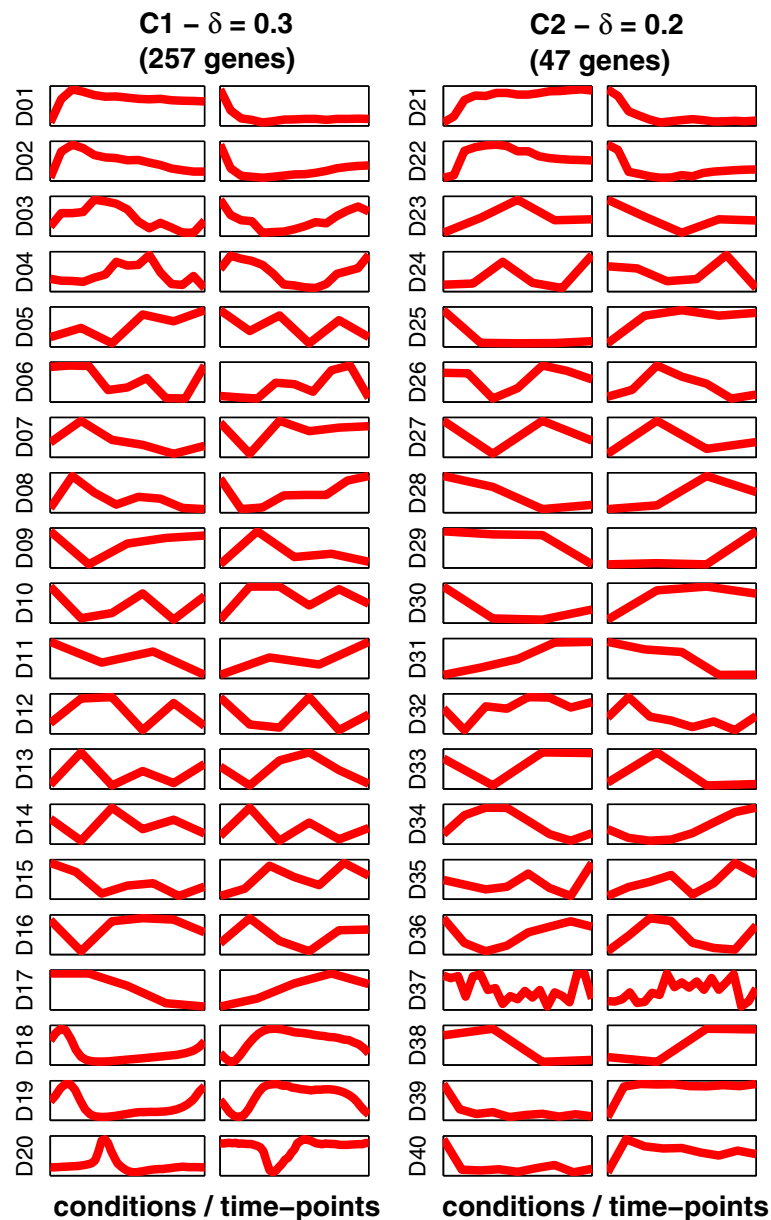 C1 − δ = 0.3
(257 genes)
C2 − δ = 0.2
(47 genes)
D01
D02
D03
D04
D05
D06
D07
D08
D09
D10
D11
D12
D13
D14
D15
D16
D17
D18
D19
D20
D21
D22
D23
D24
D25
D26
D27
D28
D29
D30
D31
D32
D33
D34
D35
D36
D37
D38
D39
D40
conditions / time−points
conditions / time−points